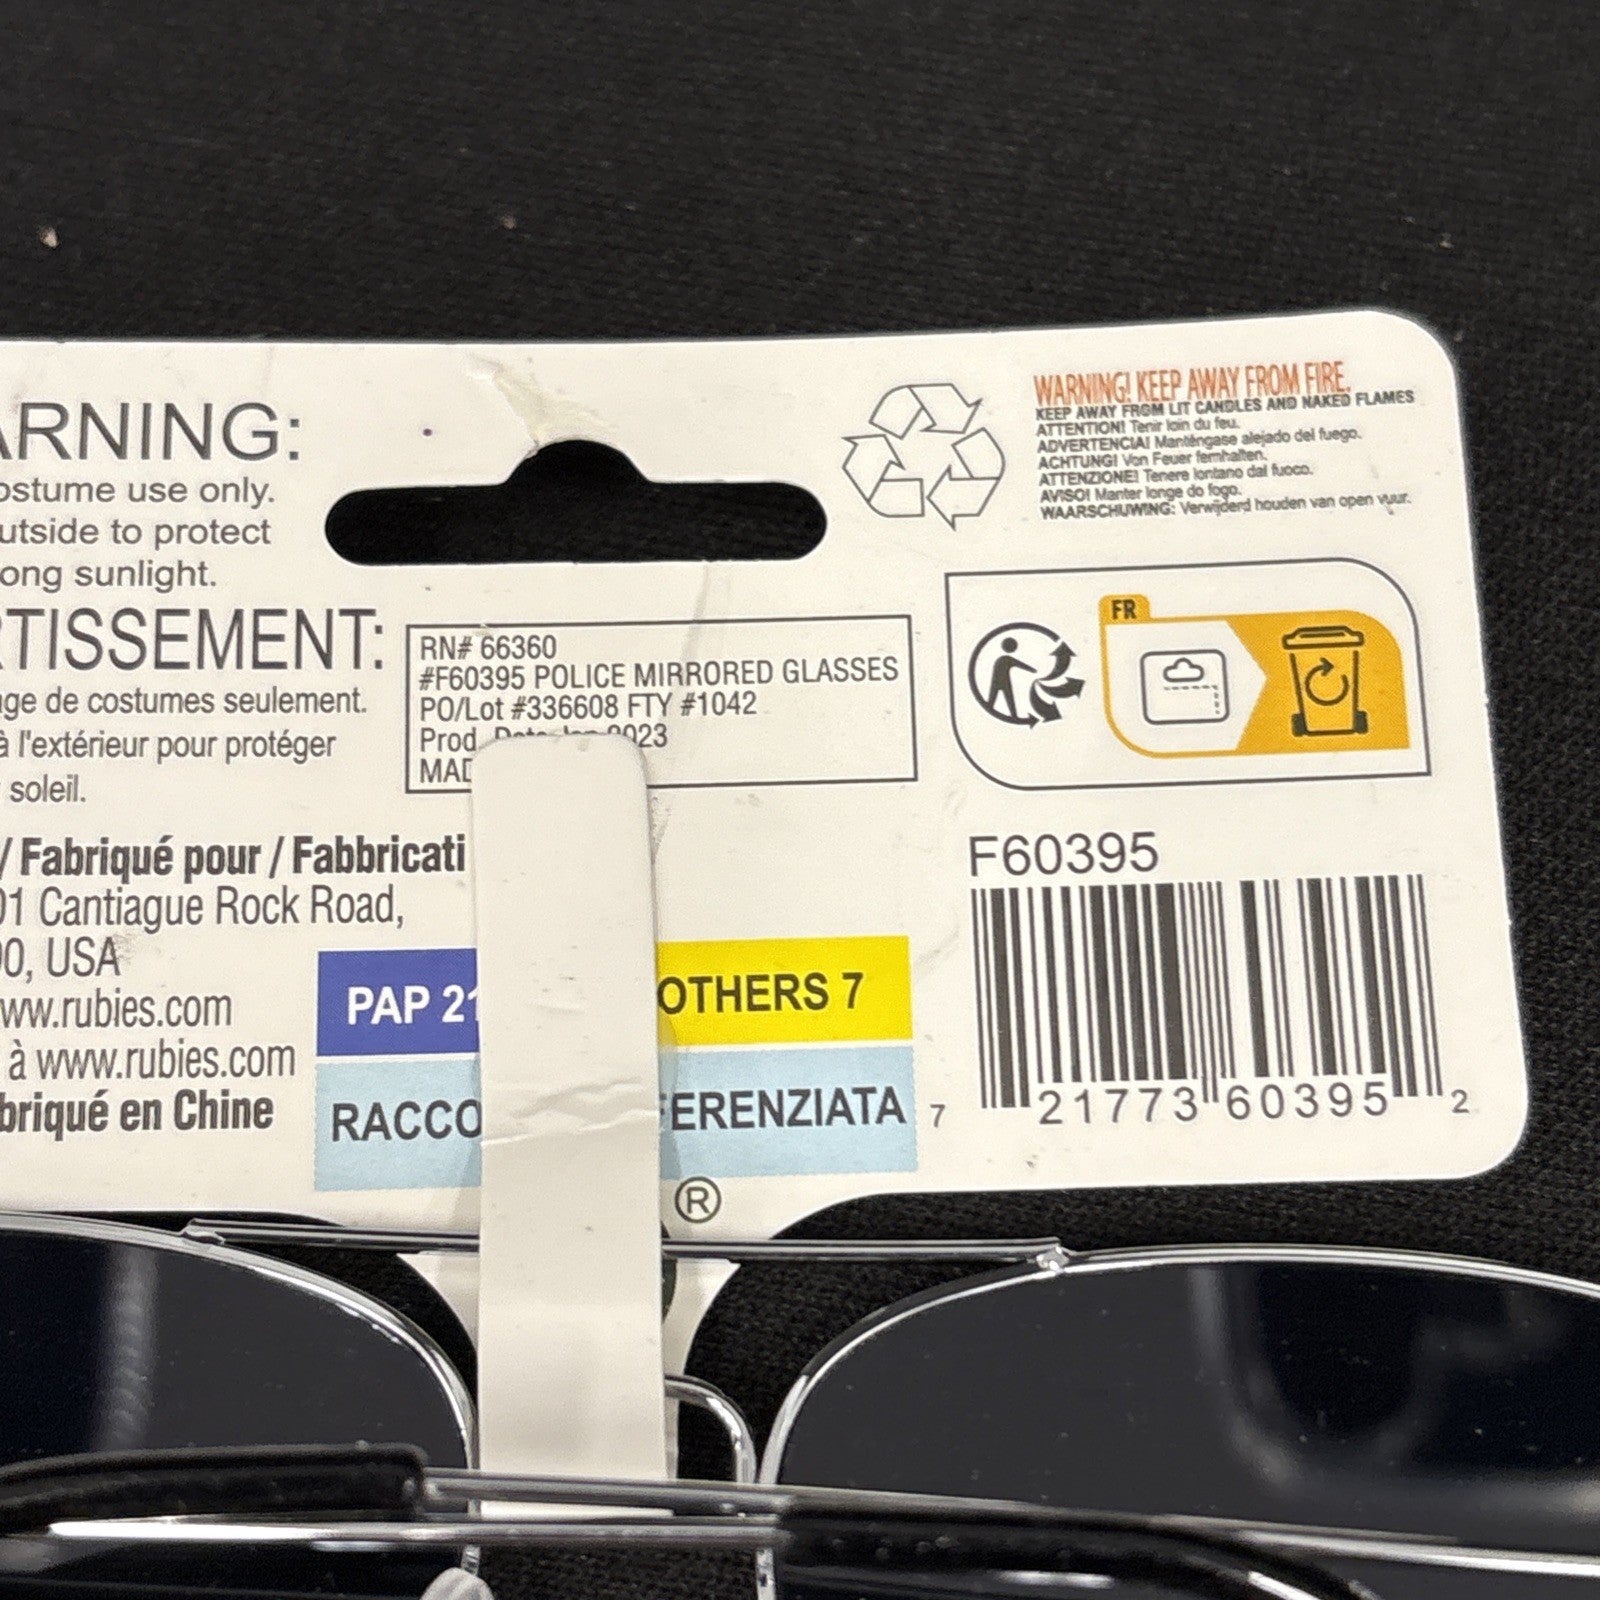 ARNING:
ostume use only.
utside to protect
ong sunlight.
RTISSEMENT:
ge de costumes seulement.
à l'extérieur pour protéger
soleil.
/ Fabriqué pour / Fabbricati
01 Cantiague Rock Road,
00, USA
ww.rubies.com
à www.rubies.com
briqué en Chine
RN# 66360
#F60395 POLICE MIRRORED GLASSES
PO/Lot #336608 FTY #1042
Prod. Date Jan 2023
MAD
PAP 21
OTHERS 7
RACCO
FERENZIATA
®
WARNING! KEEP AWAY FROM FIRE.
KEEP AWAY FROM LIT CANDLES AND NAKED FLAMES
ATTENTION! Tenir loin du feu.
ADVERTENCIA! Manténgase alejado del fuego.
ACHTUNG! Von Feuer fernhalten.
ATTENZIONE! Tenere lontano dal fuoco.
AVISO! Manter longe do fogo.
WAARSCHUWING: Verwijderd houden van open vuur.
FR
F60395
7 21773 60395 2